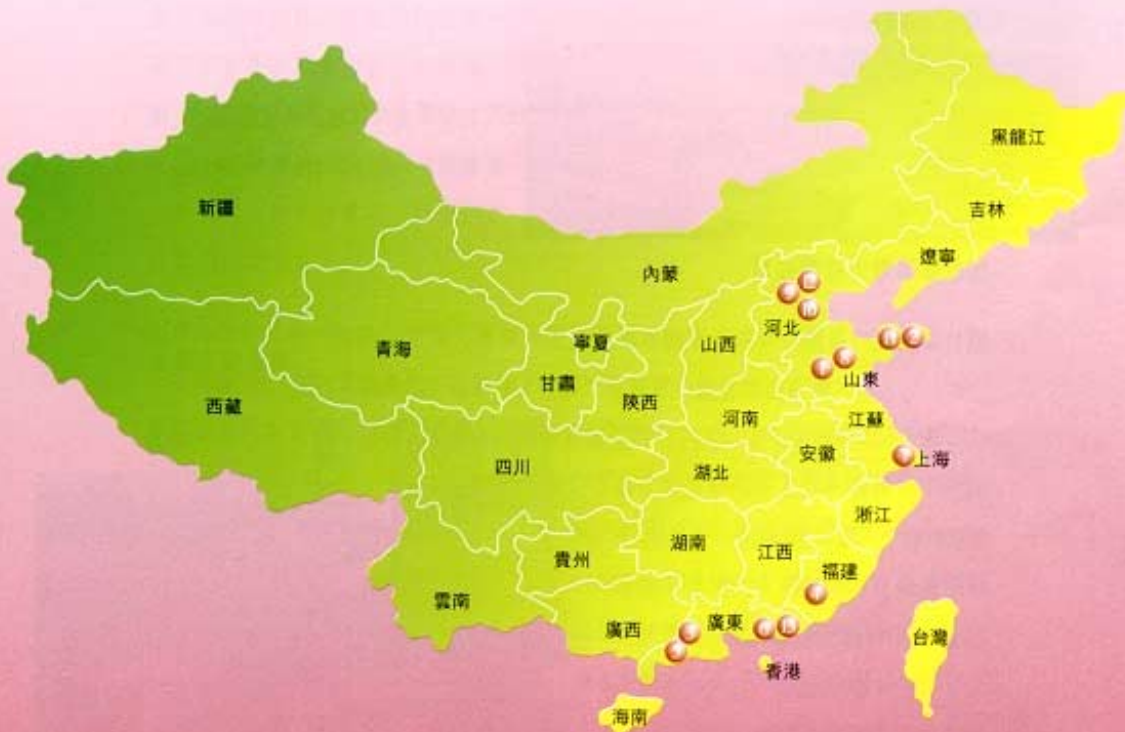 黑龍江
新疆
吉林
遼寧
內蒙
河北
寧夏
山西
青海
甘肅
山東
陝西
西藏
河南
江蘇
安徽
上海
四川
湖北
浙江
湖南
江西
貴州
福建
雲南
廣西
廣東
台灣
香港
海南